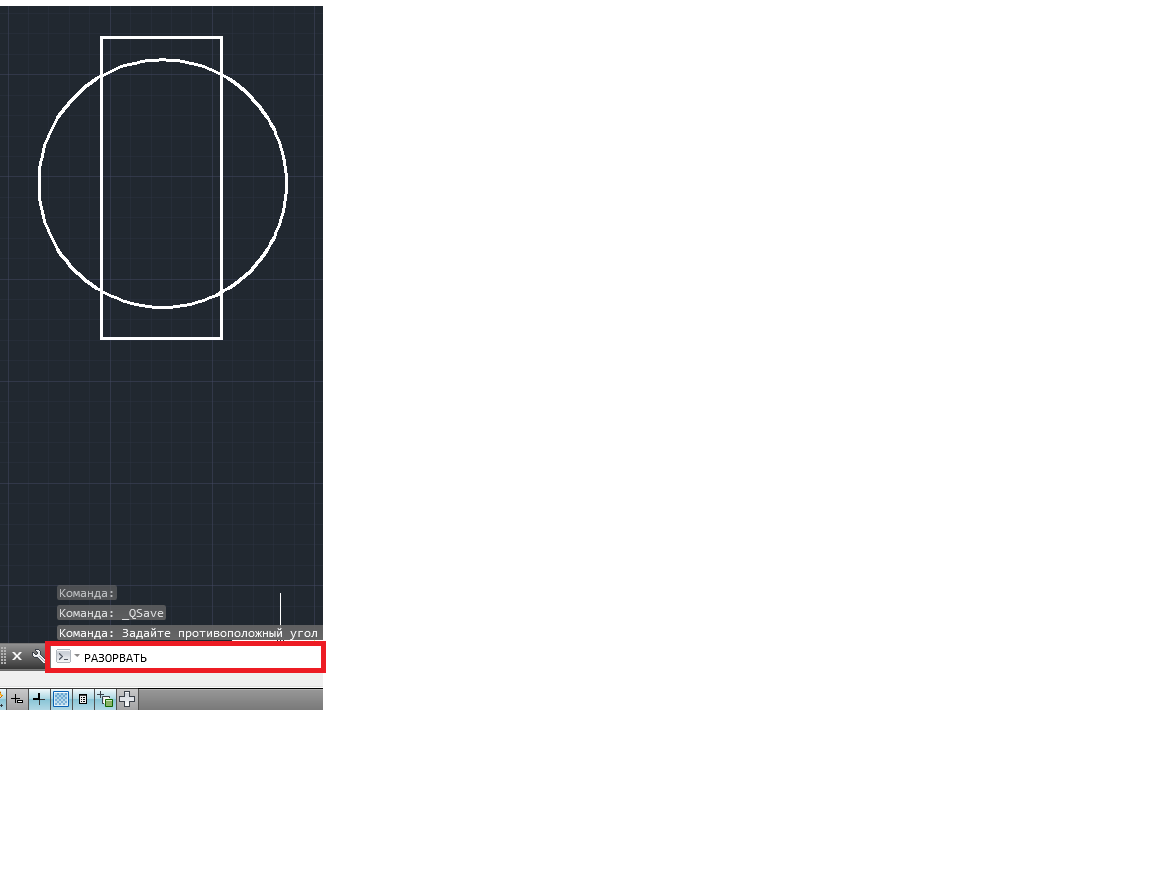 Команда:
Команда: _QSave
Команда: Задайте противоположный угол
РАЗОРВАТЬ